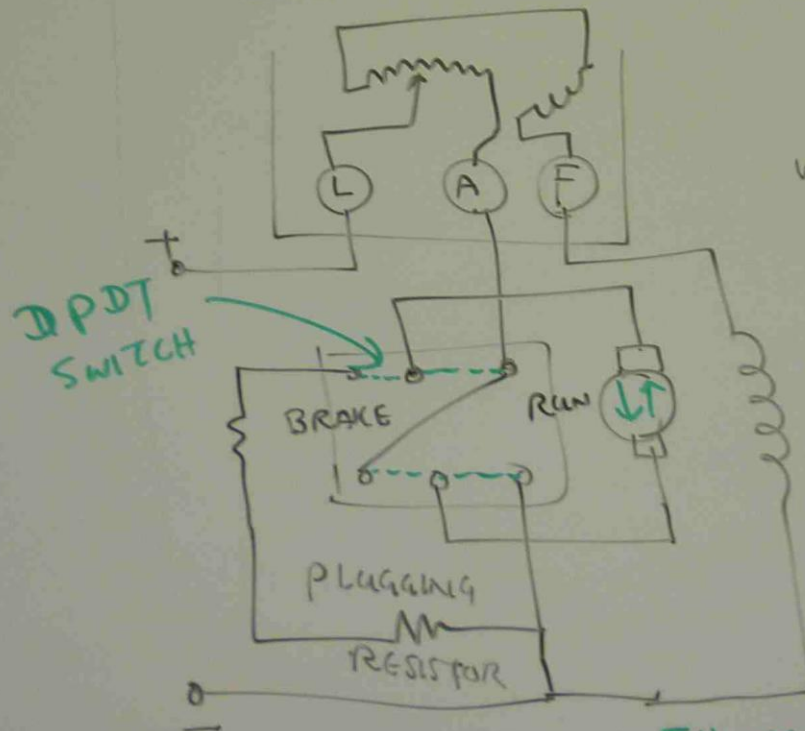 L
A
F
+
DPDT
SWITCH
BRAKE
RUN
PLUGGING
RESISTOR
-